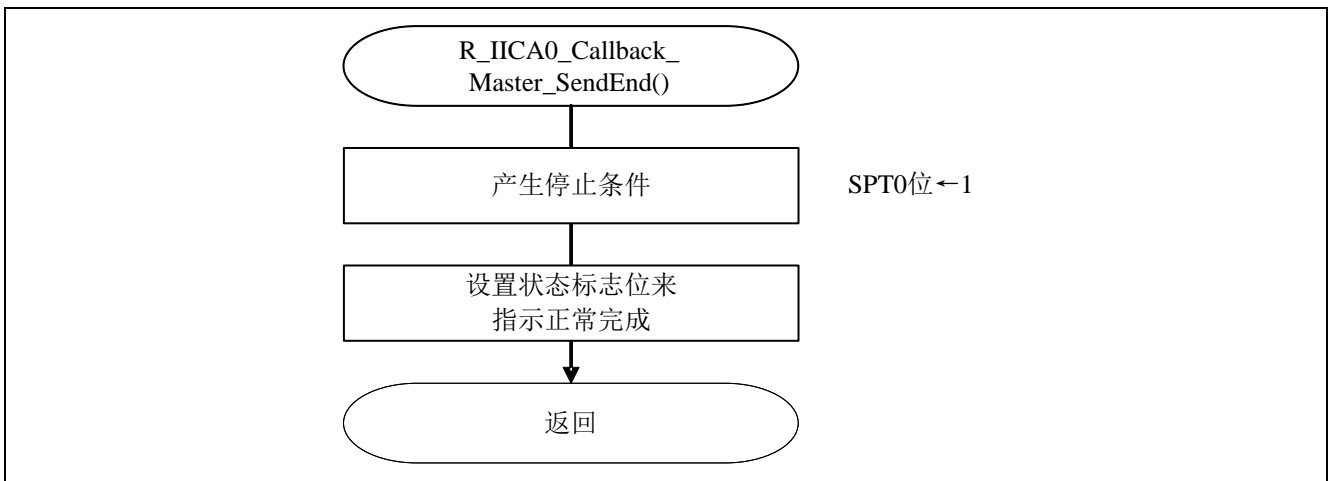 R_IICA0_Callback_
Master_SendEnd()
产生停止条件
SPT0位←1
设置状态标志位来
指示正常完成
返回